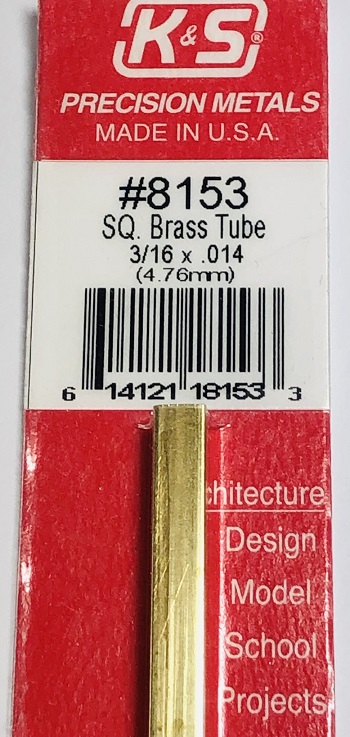 K&S®
PRECISION METALS
MADE IN U.S.A.
#8153
SQ. Brass Tube
3/16 x .014
(4.76mm)
6 14121 18153 3
chitecture
Design
Model
School
Projects